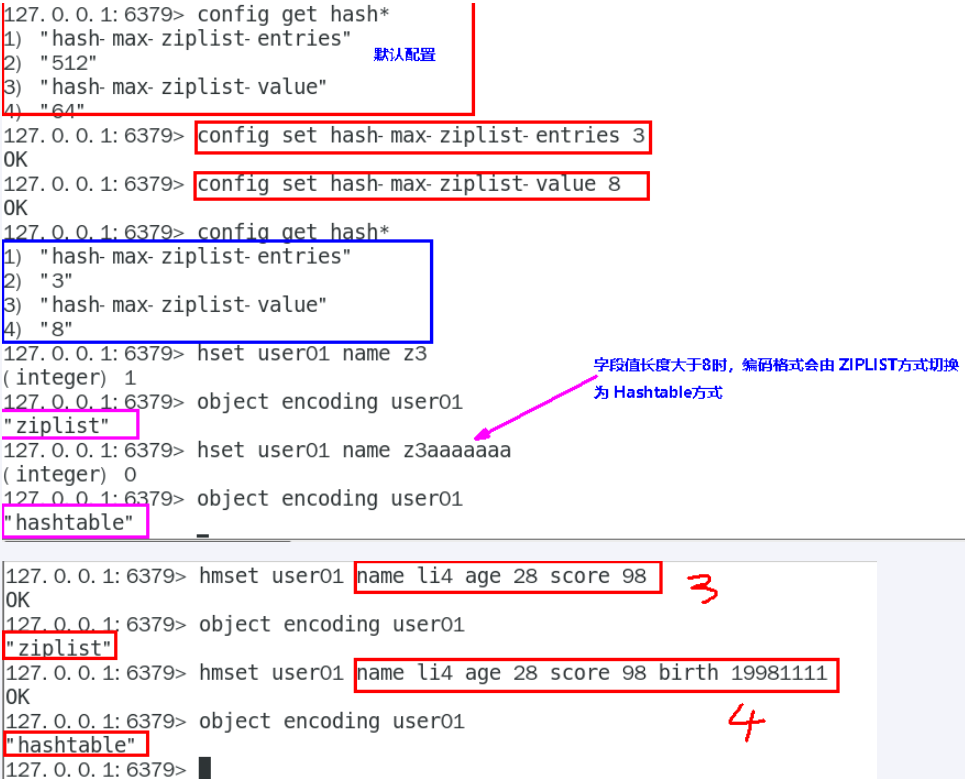 127.0.0.1:6379> config get hash*
1) "hash-max-ziplist-entries"
2) "512"
默认配置
3) "hash-max-ziplist-value"
4) "64"
127.0.0.1:6379> config set hash-max-ziplist-entries 3
OK
127.0.0.1:6379> config set hash-max-ziplist-value 8
OK
127.0.0.1:6379> config get hash*
1) "hash-max-ziplist-entries"
2) "3"
3) "hash-max-ziplist-value"
4) "8"
127.0.0.1:6379> hset user01 name z3
(integer) 1
字段值长度大于8时，编码格式会由 ZIPLIST方式切换
为 Hashtable方式
127.0.0.1:6379> object encoding user01
"ziplist"
127.0.0.1:6379> hset user01 name z3aaaaaaa
(integer) 0
127.0.0.1:6379> object encoding user01
"hashtable"
127.0.0.1:6379> hmset user01 name li4 age 28 score 98
3
OK
127.0.0.1:6379> object encoding user01
"ziplist"
127.0.0.1:6379> hmset user01 name li4 age 28 score 98 birth 19981111
OK
4
127.0.0.1:6379> object encoding user01
"hashtable"
127.0.0.1:6379>